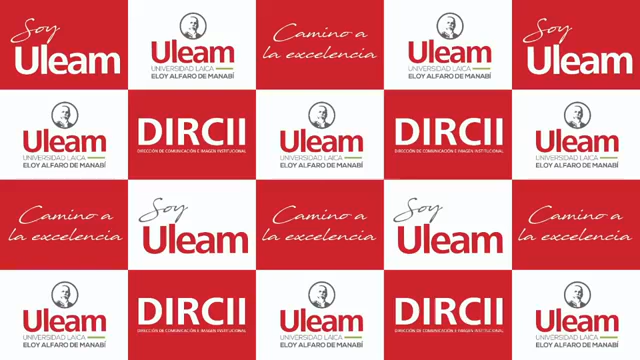 Soy
Uleam
Uleam
UNIVERSIDAD LAICA
ELOY ALFARO DE MANABÍ
Camino a
la excelencia
Uleam
UNIVERSIDAD LAICA
ELOY ALFARO DE MANABÍ
Soy
Uleam
Uleam
UNIVERSIDAD LAICA
ELOY ALFARO DE MANABÍ
DIRCII
DIRECCIÓN DE COMUNICACIÓN E IMAGEN INSTITUCIONAL
Uleam
UNIVERSIDAD LAICA
ELOY ALFARO DE MANABÍ
DIRCII
DIRECCIÓN DE COMUNICACIÓN E IMAGEN INSTITUCIONAL
Uleam
UNIVERSIDAD LAICA
ELOY ALFARO DE MANABÍ
Camino a
la excelencia
Soy
Uleam
Camino a
la excelencia
Soy
Uleam
Camino a
la excelencia
Uleam
UNIVERSIDAD LAICA
ELOY ALFARO DE MANABÍ
DIRCII
DIRECCIÓN DE COMUNICACIÓN E IMAGEN INSTITUCIONAL
Uleam
UNIVERSIDAD LAICA
ELOY ALFARO DE MANABÍ
DIRCII
DIRECCIÓN DE COMUNICACIÓN E IMAGEN INSTITUCIONAL
Uleam
UNIVERSIDAD LAICA
ELOY ALFARO DE MANABÍ